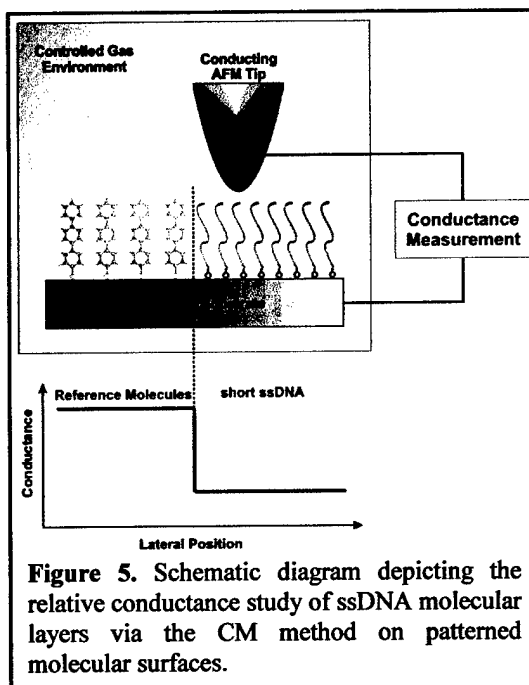 Controlled Gas
Environment
Conducting
AFM Tip
Conductance
Measurement
Reference Molecules
short ssDNA
Conductance
Lateral Position
Figure 5. Schematic diagram depicting the
relative conductance study of ssDNA molecular
layers via the CM method on patterned
molecular surfaces.